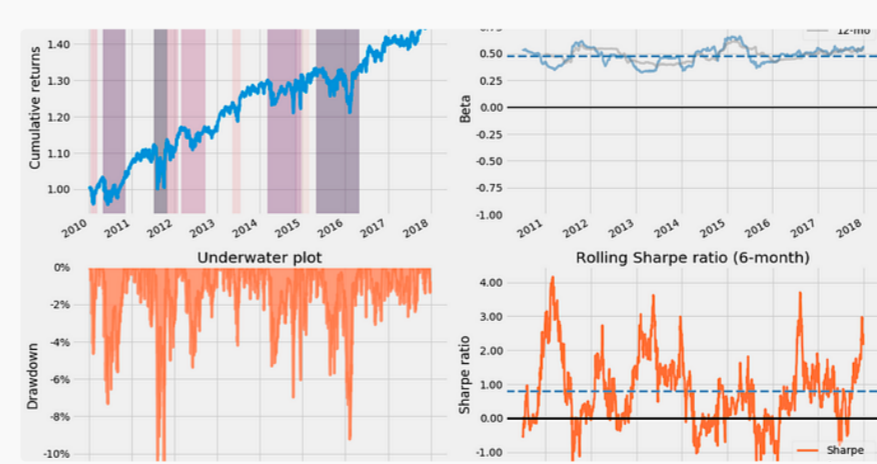 Cumulative returns
1.40
1.30
1.20
1.10
1.00
2010 2011 2012 2013 2014 2015 2016 2017 2018
12-mo
Beta
0.75
0.50
0.25
0.00
-0.25
-0.50
-0.75
-1.00
2011 2012 2013 2014 2015 2016 2017 2018
Underwater plot
Drawdown
0%
-2%
-4%
-6%
-8%
-10%
Rolling Sharpe ratio (6-month)
Sharpe ratio
4.00
3.00
2.00
1.00
0.00
-1.00
Sharpe